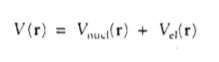 V(r) = V_nucl(r) + V_el(r)